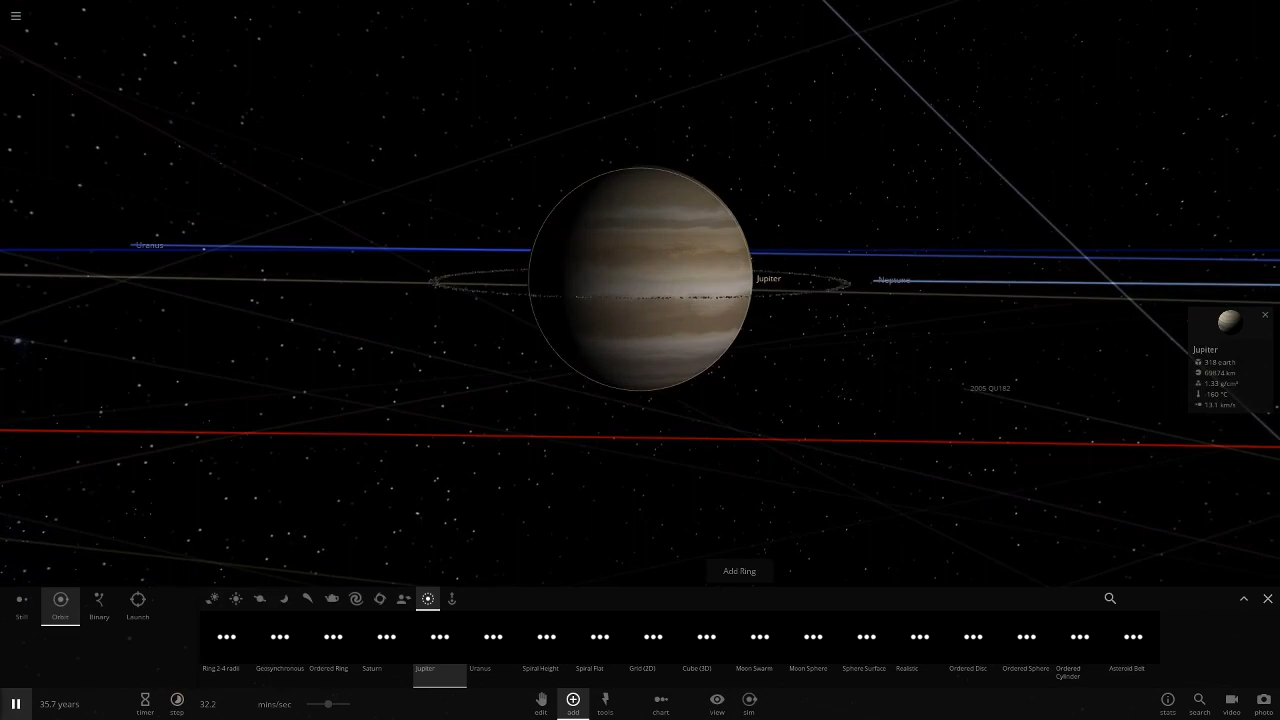 Uranus
Jupiter
Neptune
Jupiter
318 earth
69874 km
1.33 g/cm³
-160 °C
13.1 km/s
2005 QU182
Add Ring
Still
Orbit
Binary
Launch
Ring 2-4 radii
Geosynchronous
Ordered Ring
Saturn
Jupiter
Uranus
Spiral Height
Spiral Flat
Grid (2D)
Cube (3D)
Moon Swarm
Moon Sphere
Sphere Surface
Realistic
Ordered Disc
Ordered Sphere
Ordered
Cylinder
Asteroid Belt
35.7 years
timer
step
32.2
mins/sec
edit
add
tools
chart
view
sim
stats
search
video
photo